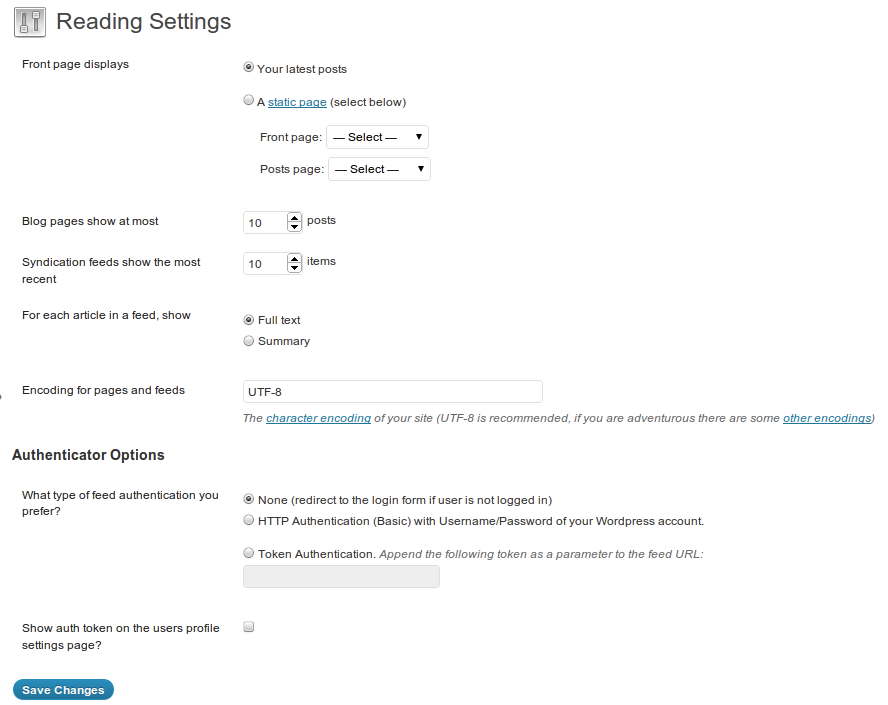 Reading Settings
Front page displays
Your latest posts
A static page (select below)
Front page: — Select —
Posts page: — Select —
Blog pages show at most
10 posts
Syndication feeds show the most
recent
10 items
For each article in a feed, show
Full text
Summary
Encoding for pages and feeds
UTF-8
The character encoding of your site (UTF-8 is recommended, if you are adventurous there are some other encodings)
Authenticator Options
What type of feed authentication you
prefer?
None (redirect to the login form if user is not logged in)
HTTP Authentication (Basic) with Username/Password of your Wordpress account.
Token Authentication. Append the following token as a parameter to the feed URL:
Show auth token on the users profile
settings page?
Save Changes